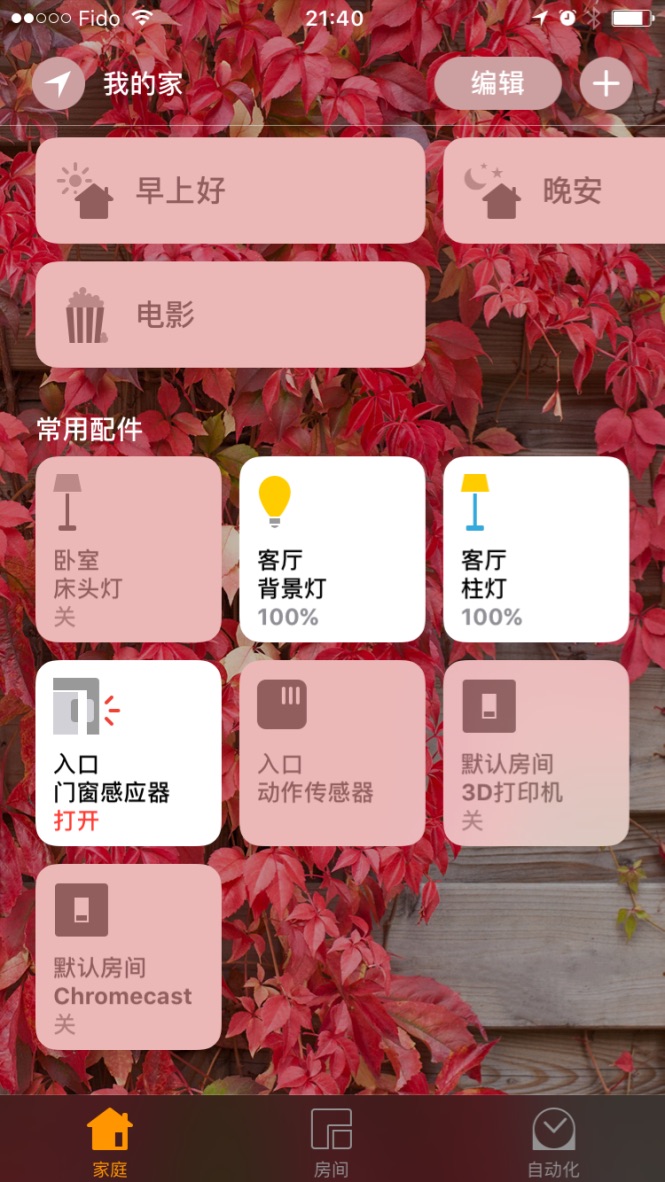 Fido
21:40
我的家
编辑
早上好
晚安
电影
常用配件
卧室
床头灯
关
客厅
背景灯
100%
客厅
柱灯
100%
入口
门窗感应器
打开
入口
动作传感器
默认房间
3D打印机
关
默认房间
Chromecast
关
家庭
房间
自动化